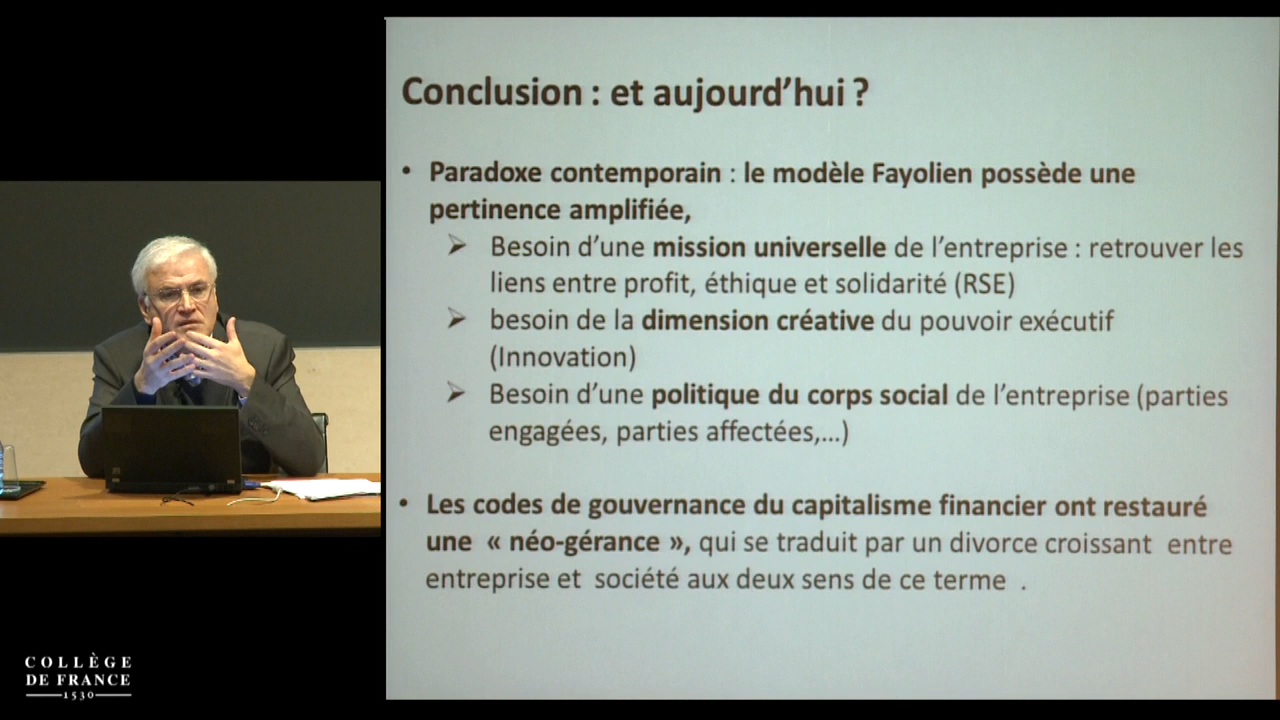 Conclusion : et aujourd'hui ?
• Paradoxe contemporain : le modèle Fayolien possède une
pertinence amplifiée,
➢ Besoin d'une mission universelle de l'entreprise : retrouver les
liens entre profit, éthique et solidarité (RSE)
➢ besoin de la dimension créative du pouvoir exécutif
(Innovation)
➢ Besoin d'une politique du corps social de l'entreprise (parties
engagées, parties affectées,...)
• Les codes de gouvernance du capitalisme financier ont restauré
une « néo-gérance », qui se traduit par un divorce croissant entre
entreprise et société aux deux sens de ce terme .
COLLÈGE
DE FRANCE
1530